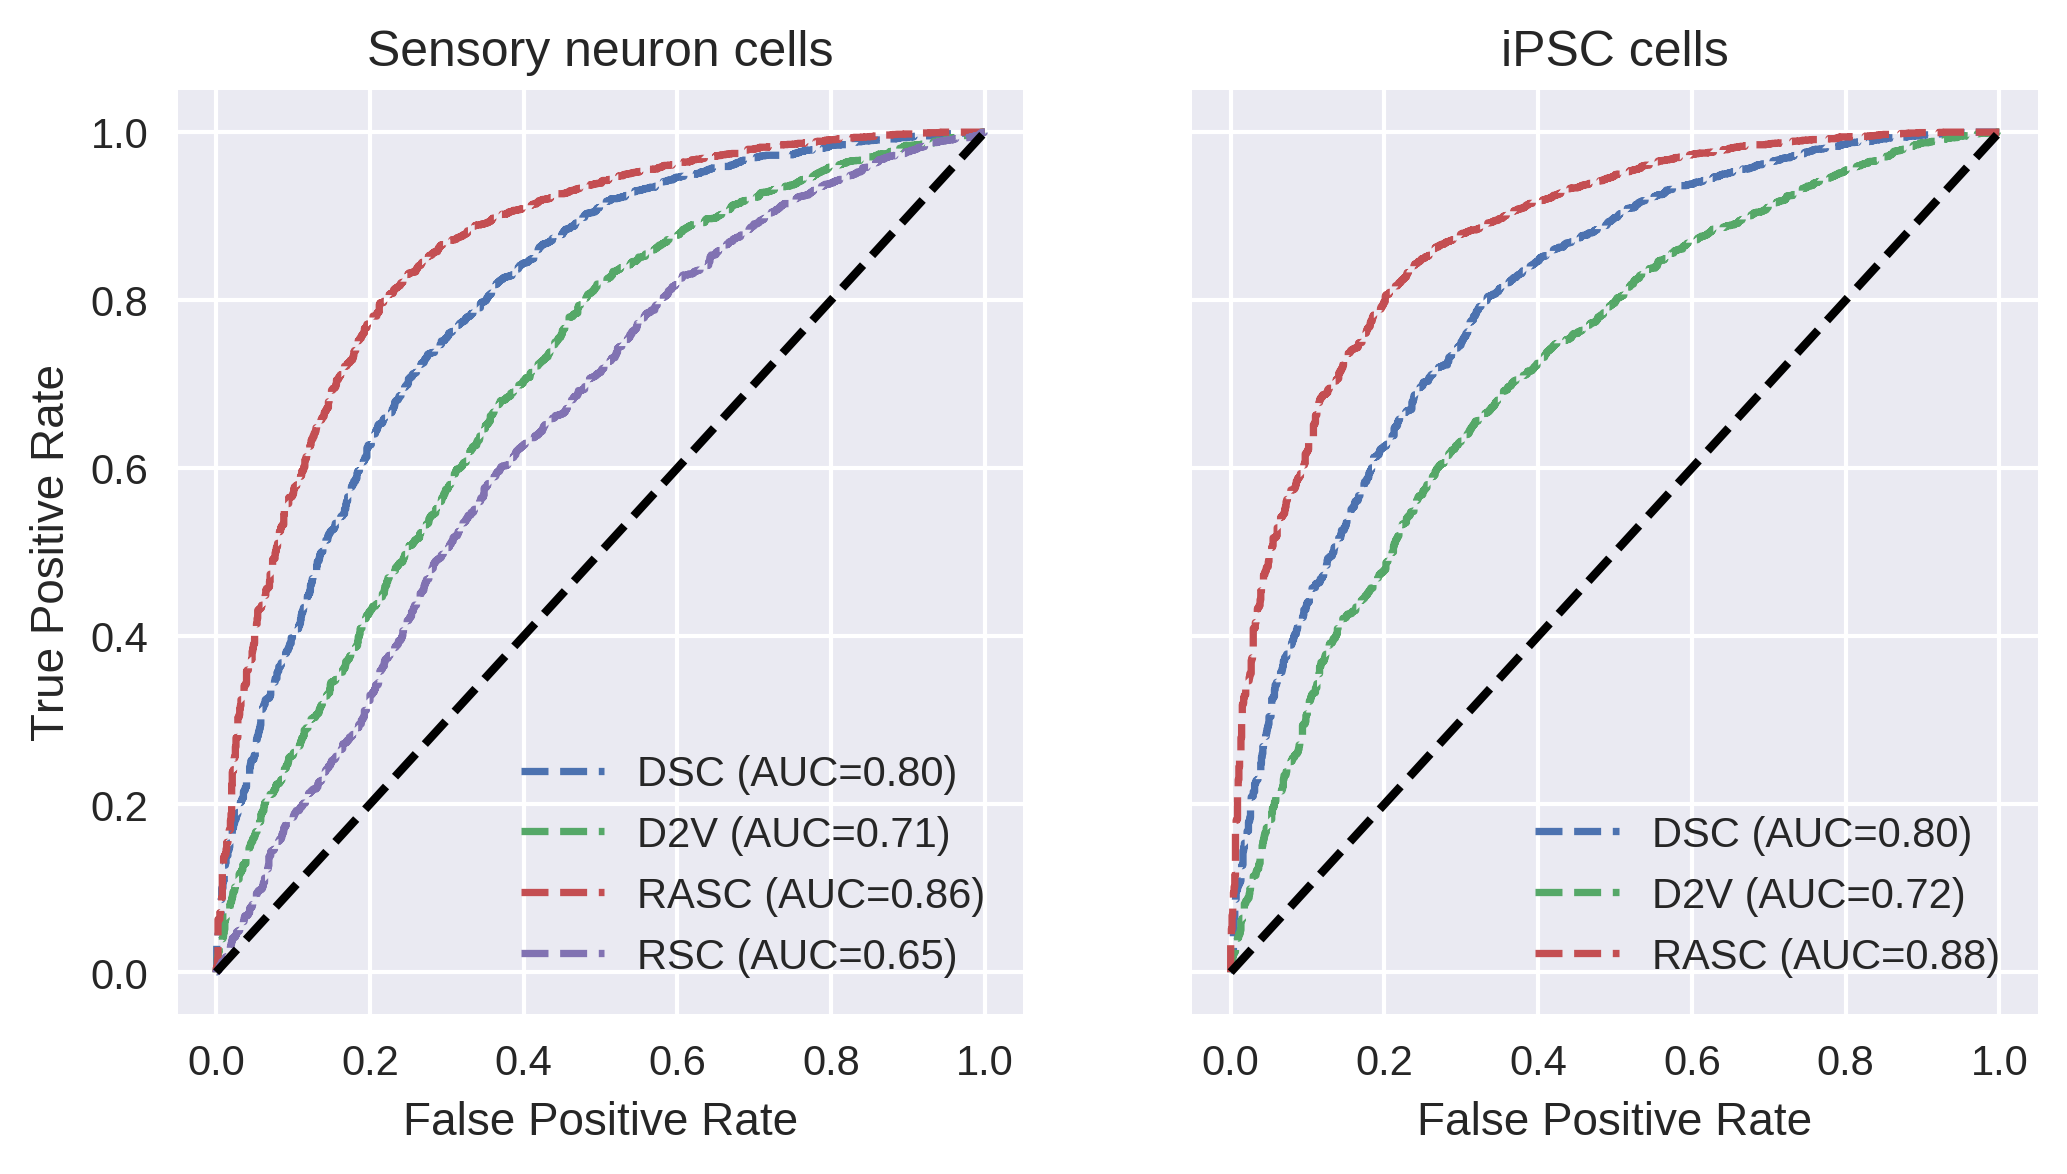 Sensory neuron cells
True Positive Rate
1.0
0.8
0.6
0.4
0.2
0.0
DSC (AUC=0.80)
D2V (AUC=0.71)
RASC (AUC=0.86)
RSC (AUC=0.65)
0.0 0.2 0.4 0.6 0.8 1.0
False Positive Rate
iPSC cells
DSC (AUC=0.80)
D2V (AUC=0.72)
RASC (AUC=0.88)
0.0 0.2 0.4 0.6 0.8 1.0
False Positive Rate